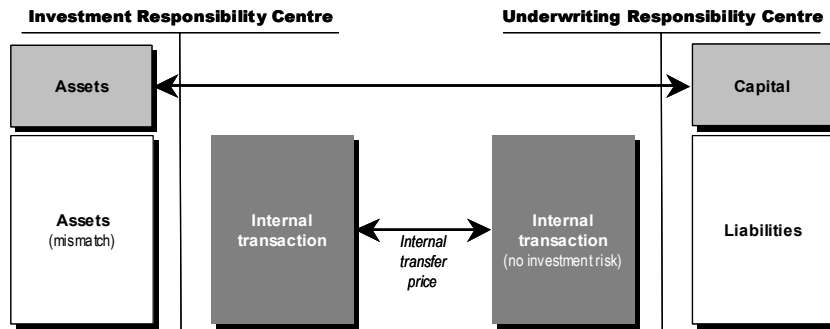 Investment Responsibility Centre
Underwriting Responsibility Centre
Assets
Capital
Assets
(mismatch)
Internal
transaction
Internal
transfer
price
Internal
transaction
(no investment risk)
Liabilities